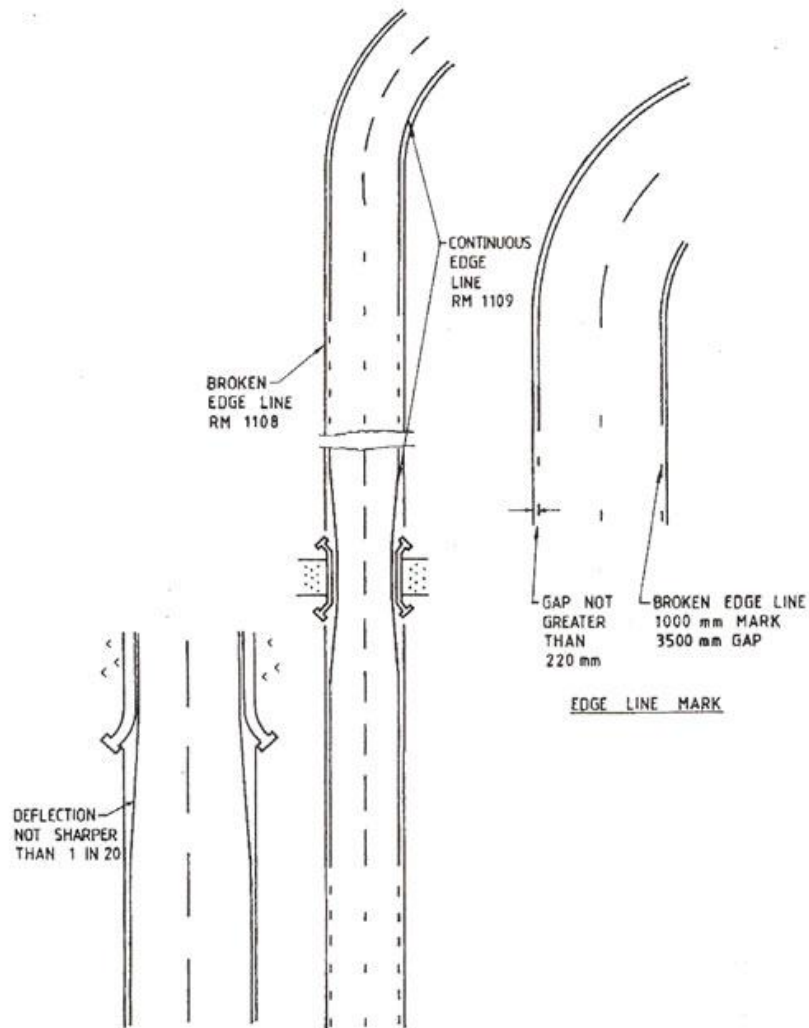 CONTINUOUS
EDGE
LINE
RM 1109
BROKEN
EDGE LINE
RM 1108
GAP NOT
GREATER
THAN
220 mm
BROKEN EDGE LINE
1000 mm MARK
3500 mm GAP
EDGE LINE MARK
DEFLECTION
NOT SHARPER
THAN 1 IN 20